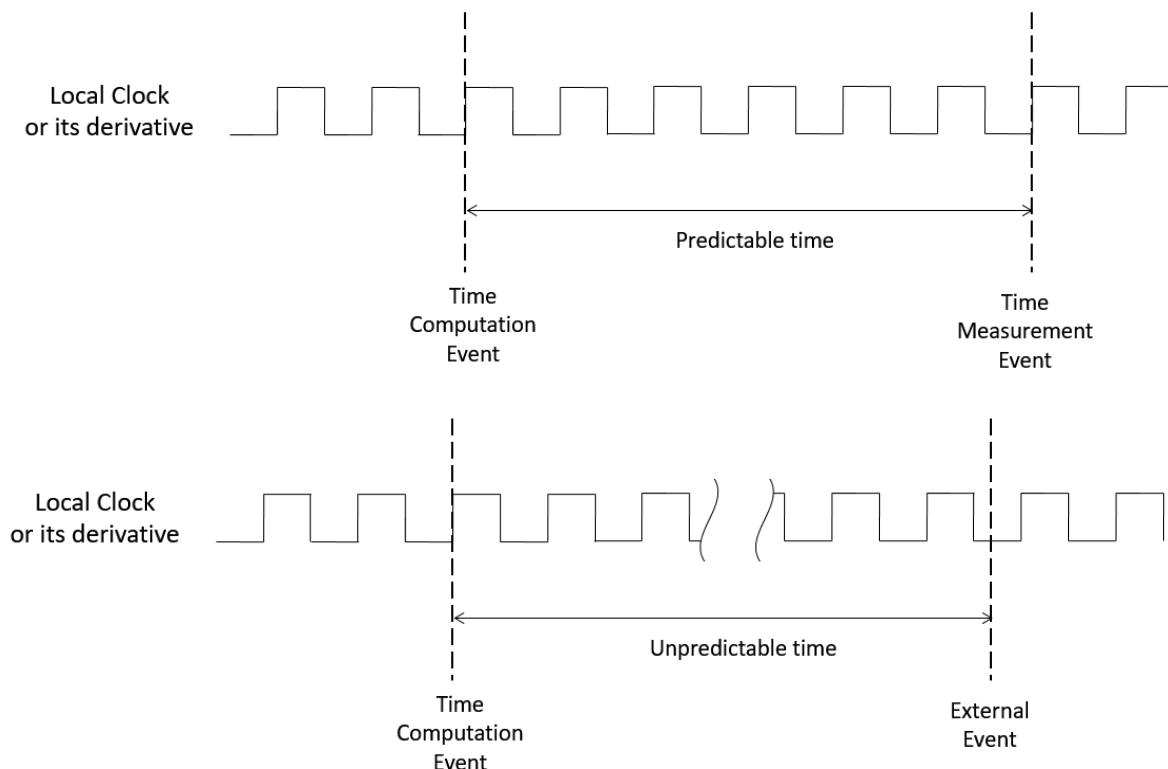 Local Clock
or its derivative
Predictable time
Time
Computation
Event
Time
Measurement
Event
Local Clock
or its derivative
Unpredictable time
Time
Computation
Event
External
Event